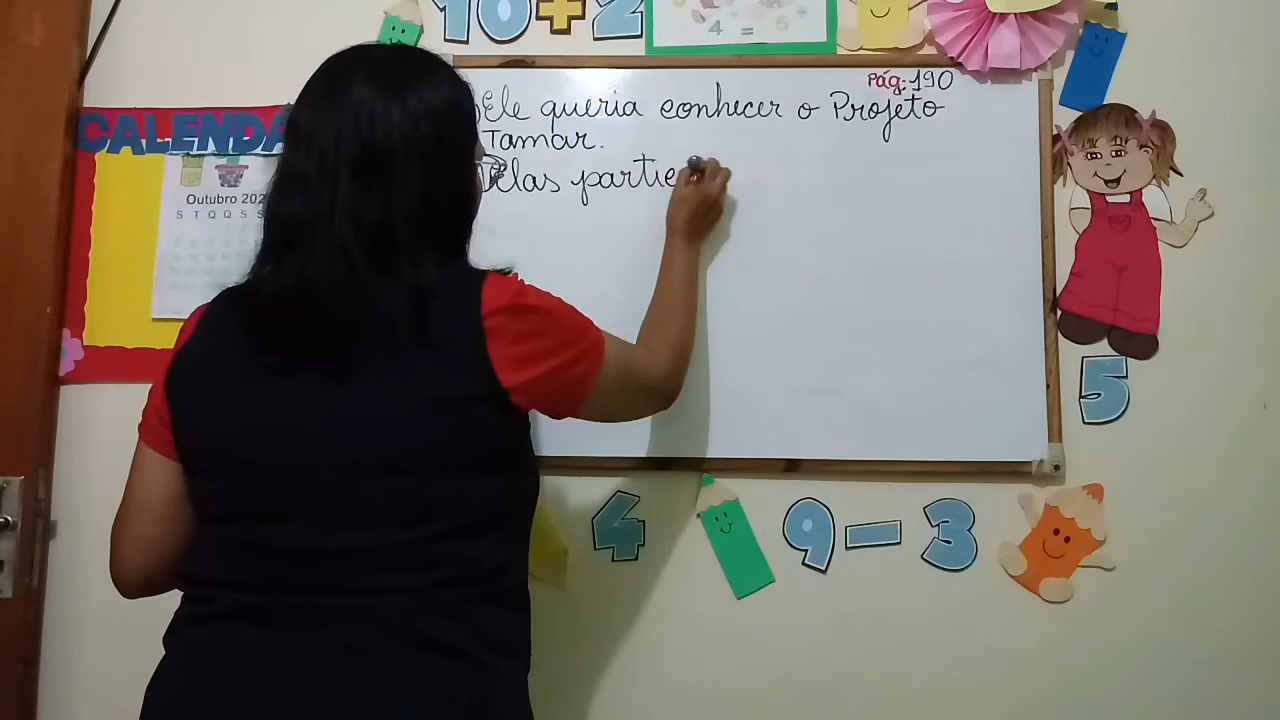 10+2
4 = 5
CALENDA
Outubro 202
S T Q Q S S
Pág: 190
Ele queria conhecer o Projeto
Tamar.
Elas partie
5
4
9-3